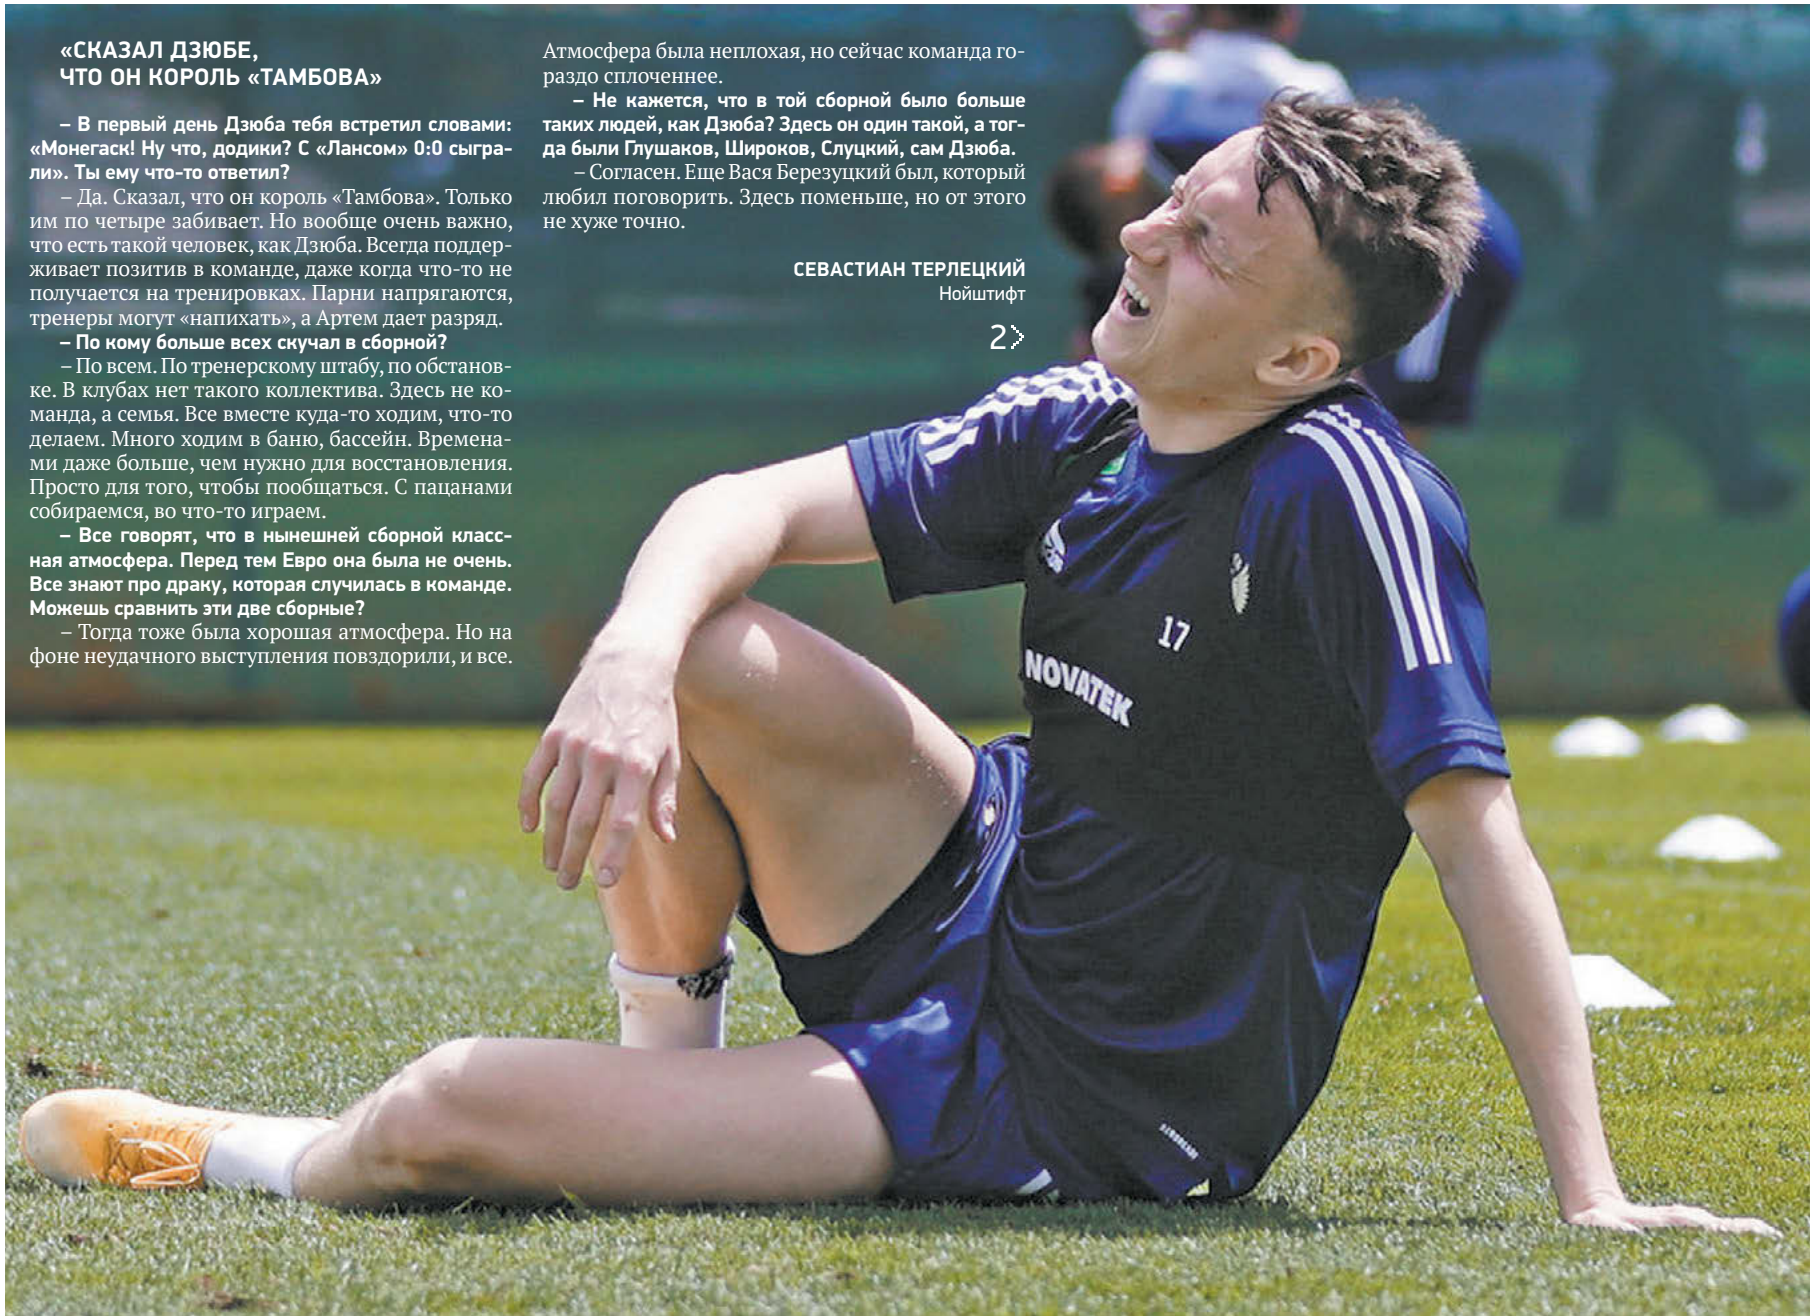 «СКАЗАЛ ДЗЮБЕ,
ЧТО ОН КОРОЛЬ «ТАМБОВА»
– В первый день Дзюба тебя встретил словами:
«Монегаск! Ну что, додики? С «Лансом» 0:0 сыгра-
ли». Ты ему что-то ответил?
– Да. Сказал, что он король «Тамбова». Только
им по четыре забивает. Но вообще очень важно,
что есть такой человек, как Дзюба. Всегда поддер-
живает позитив в команде, даже когда что-то не
получается на тренировках. Парни напрягаются,
тренеры могут «напихать», а Артем дает разряд.
– По кому больше всех скучал в сборной?
– По всем. По тренерскому штабу, по обстанов-
ке. В клубах нет такого коллектива. Здесь не ко-
манда, а семья. Все вместе куда-то ходим, что-то
делаем. Много ходим в баню, бассейн. Времена-
ми даже больше, чем нужно для восстановления.
Просто для того, чтобы пообщаться. С пацанами
собираемся, во что-то играем.
– Все говорят, что в нынешней сборной класс-
ная атмосфера. Перед тем Евро она была не очень.
Все знают про драку, которая случилась в команде.
Можешь сравнить эти две сборные?
– Тогда тоже была хорошая атмосфера. Но на
фоне неудачного выступления повздорили, и все.
Атмосфера была неплохая, но сейчас команда го-
раздо сплоченнее.
– Не кажется, что в той сборной было больше
таких людей, как Дзюба? Здесь он один такой, а тог-
да были Глушаков, Широков, Слуцкий, сам Дзюба.
– Согласен. Еще Вася Березуцкий был, который
любил поговорить. Здесь поменьше, но от этого
не хуже точно.
СЕВАСТИАН ТЕРЛЕЦКИЙ
Нойштифт
2>
17
NOVATEK